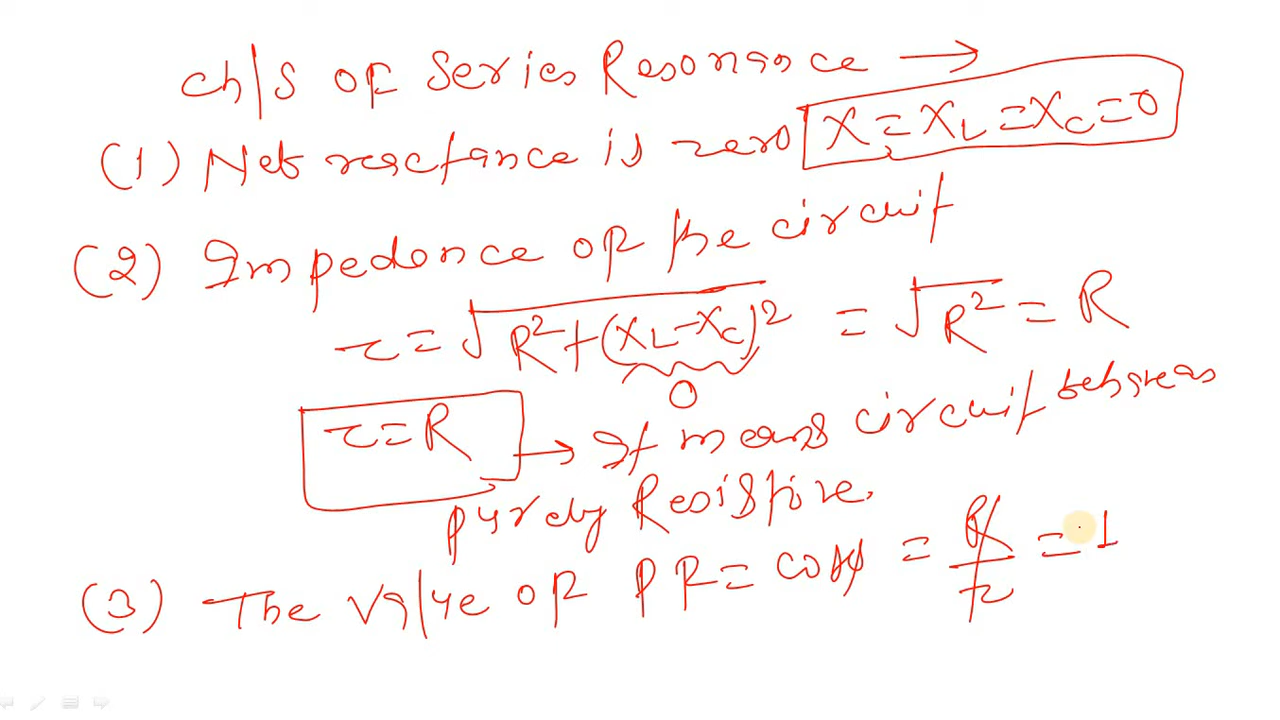 ch/s of Series Resonance →
(1) Net reactance is zero X = XL = XC = 0
(2) Impedence of the circuit
z = √R² + (XL - XC)² = √R² = R
0
z = R → It means circuit behaves
purely Resistive.
(3) The value of PF = cosϕ = R/z = 1